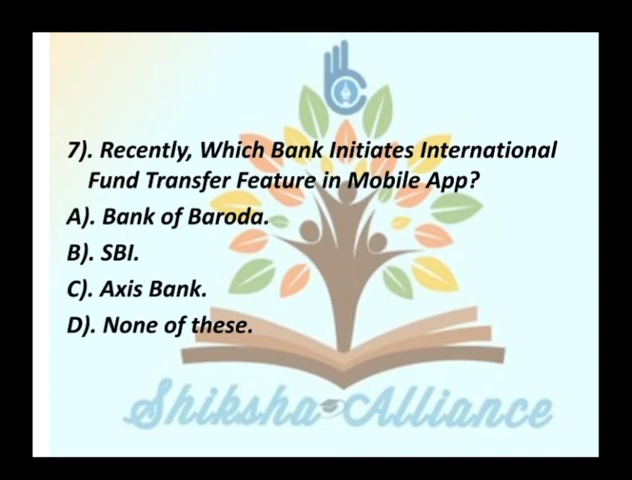 7). Recently, Which Bank Initiates International
Fund Transfer Feature in Mobile App?
A). Bank of Baroda.
B). SBI.
C). Axis Bank.
D). None of these.
Shiksha Alliance